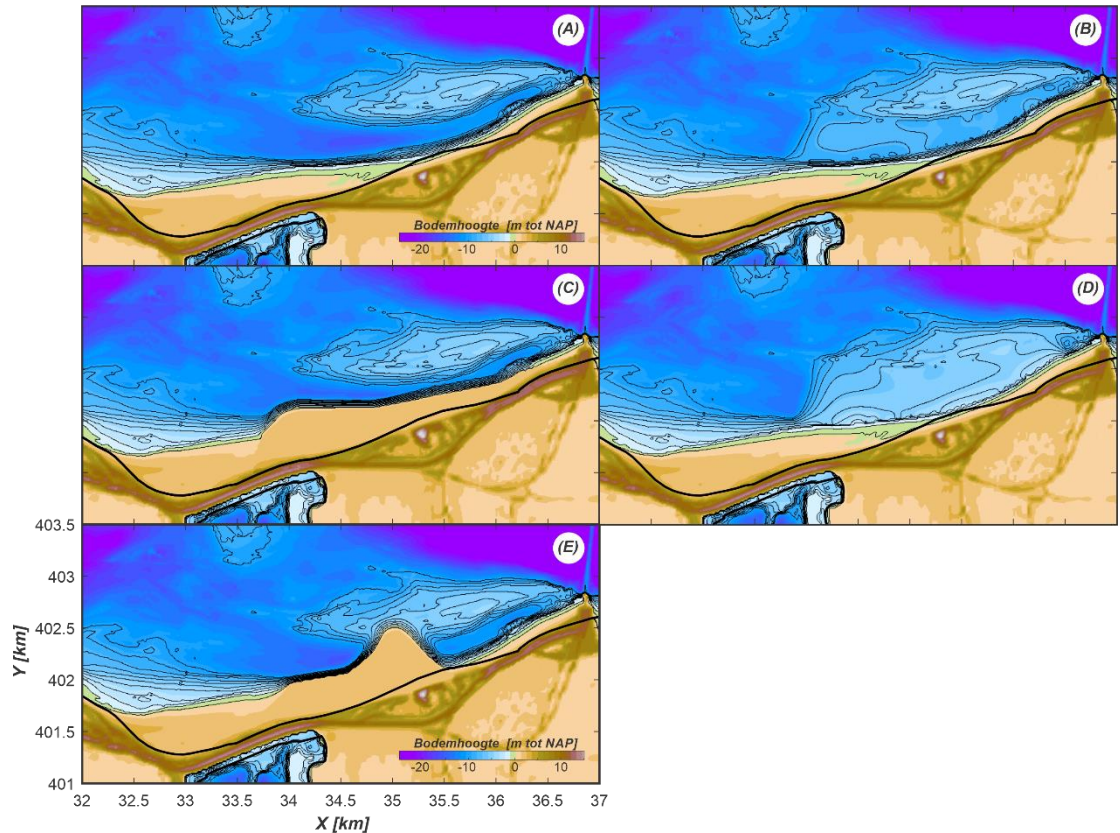 (A)
(B)
Bodemhoogte [m tot NAP]
-20 -10 0 10
(C)
(D)
403.5
(E)
403
402.5
402
401.5
401
Y [km]
Bodemhoogte [m tot NAP]
-20 -10 0 10
32 32.5 33 33.5 34 34.5 35 35.5 36 36.5 37
X [km]